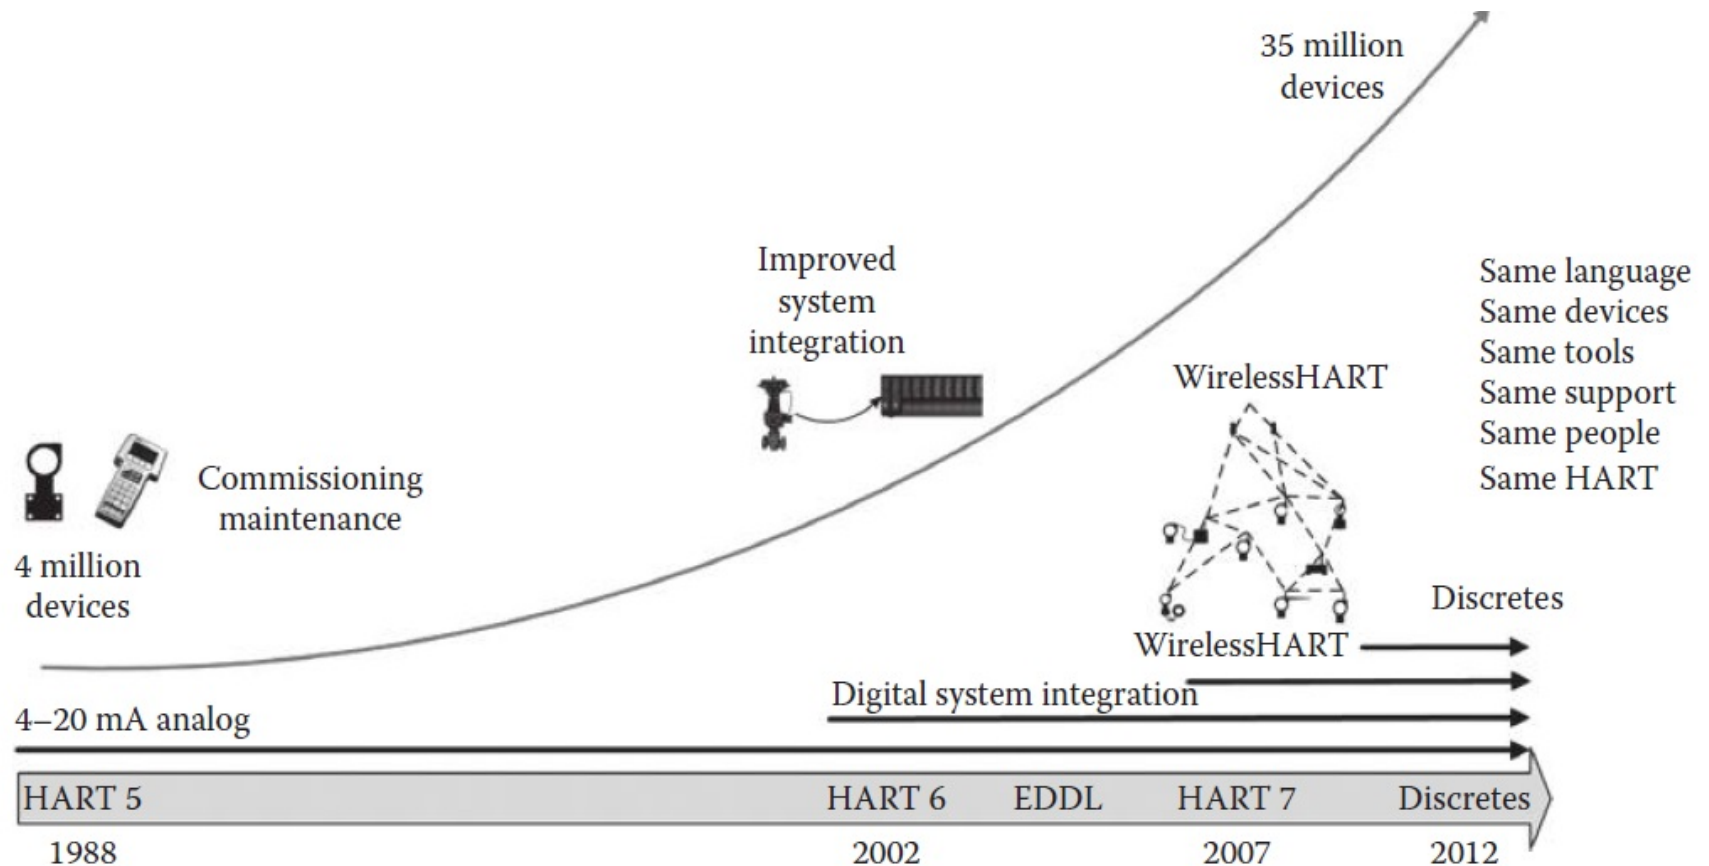 35 million
devices
Improved
system
integration
Same language
Same devices
Same tools
Same support
Same people
Same HART
WirelessHART
Commissioning
maintenance
4 million
devices
Discretes
WirelessHART
Digital system integration
4–20 mA analog
HART 5
HART 6
EDDL
HART 7
Discretes
1988
2002
2007
2012